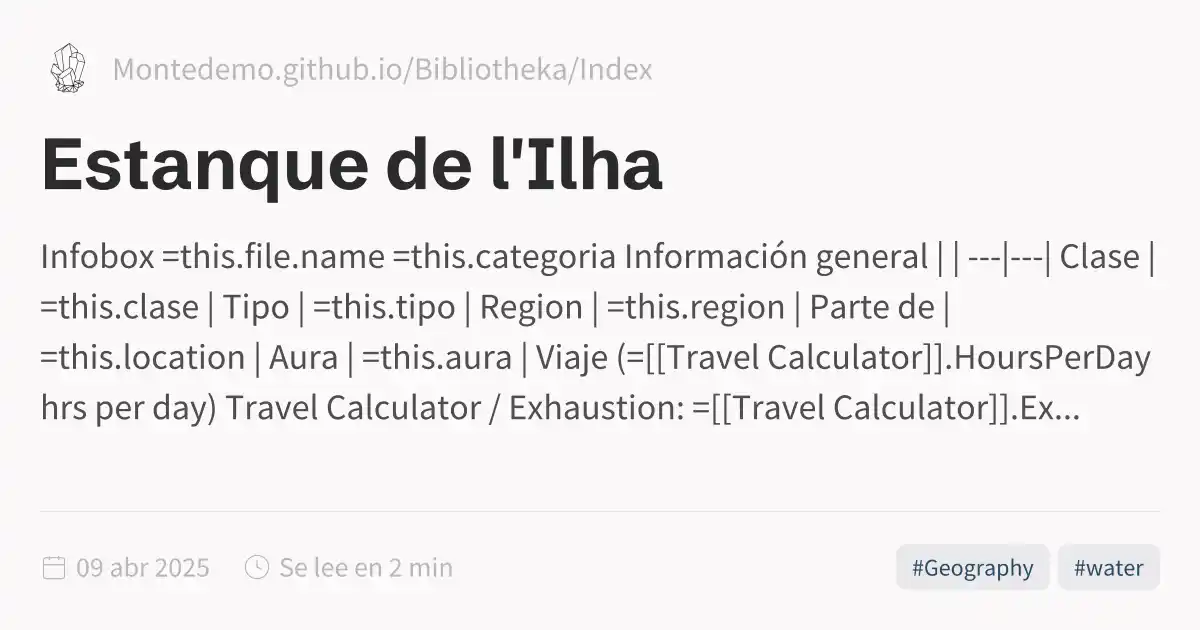 Montedemo.github.io/Bibliotheka/Index
Estanque de l'Ilha
Infobox =this.file.name =this.categoria Información general | | ---|---| Clase |
=this.clase | Tipo | =this.tipo | Region | =this.region | Parte de |
=this.location | Aura | =this.aura | Viaje (=[[Travel Calculator]].HoursPerDay
hrs per day) Travel Calculator / Exhaustion: =[[Travel Calculator]].Ex...
09 abr 2025 Se lee en 2 min #Geography #water